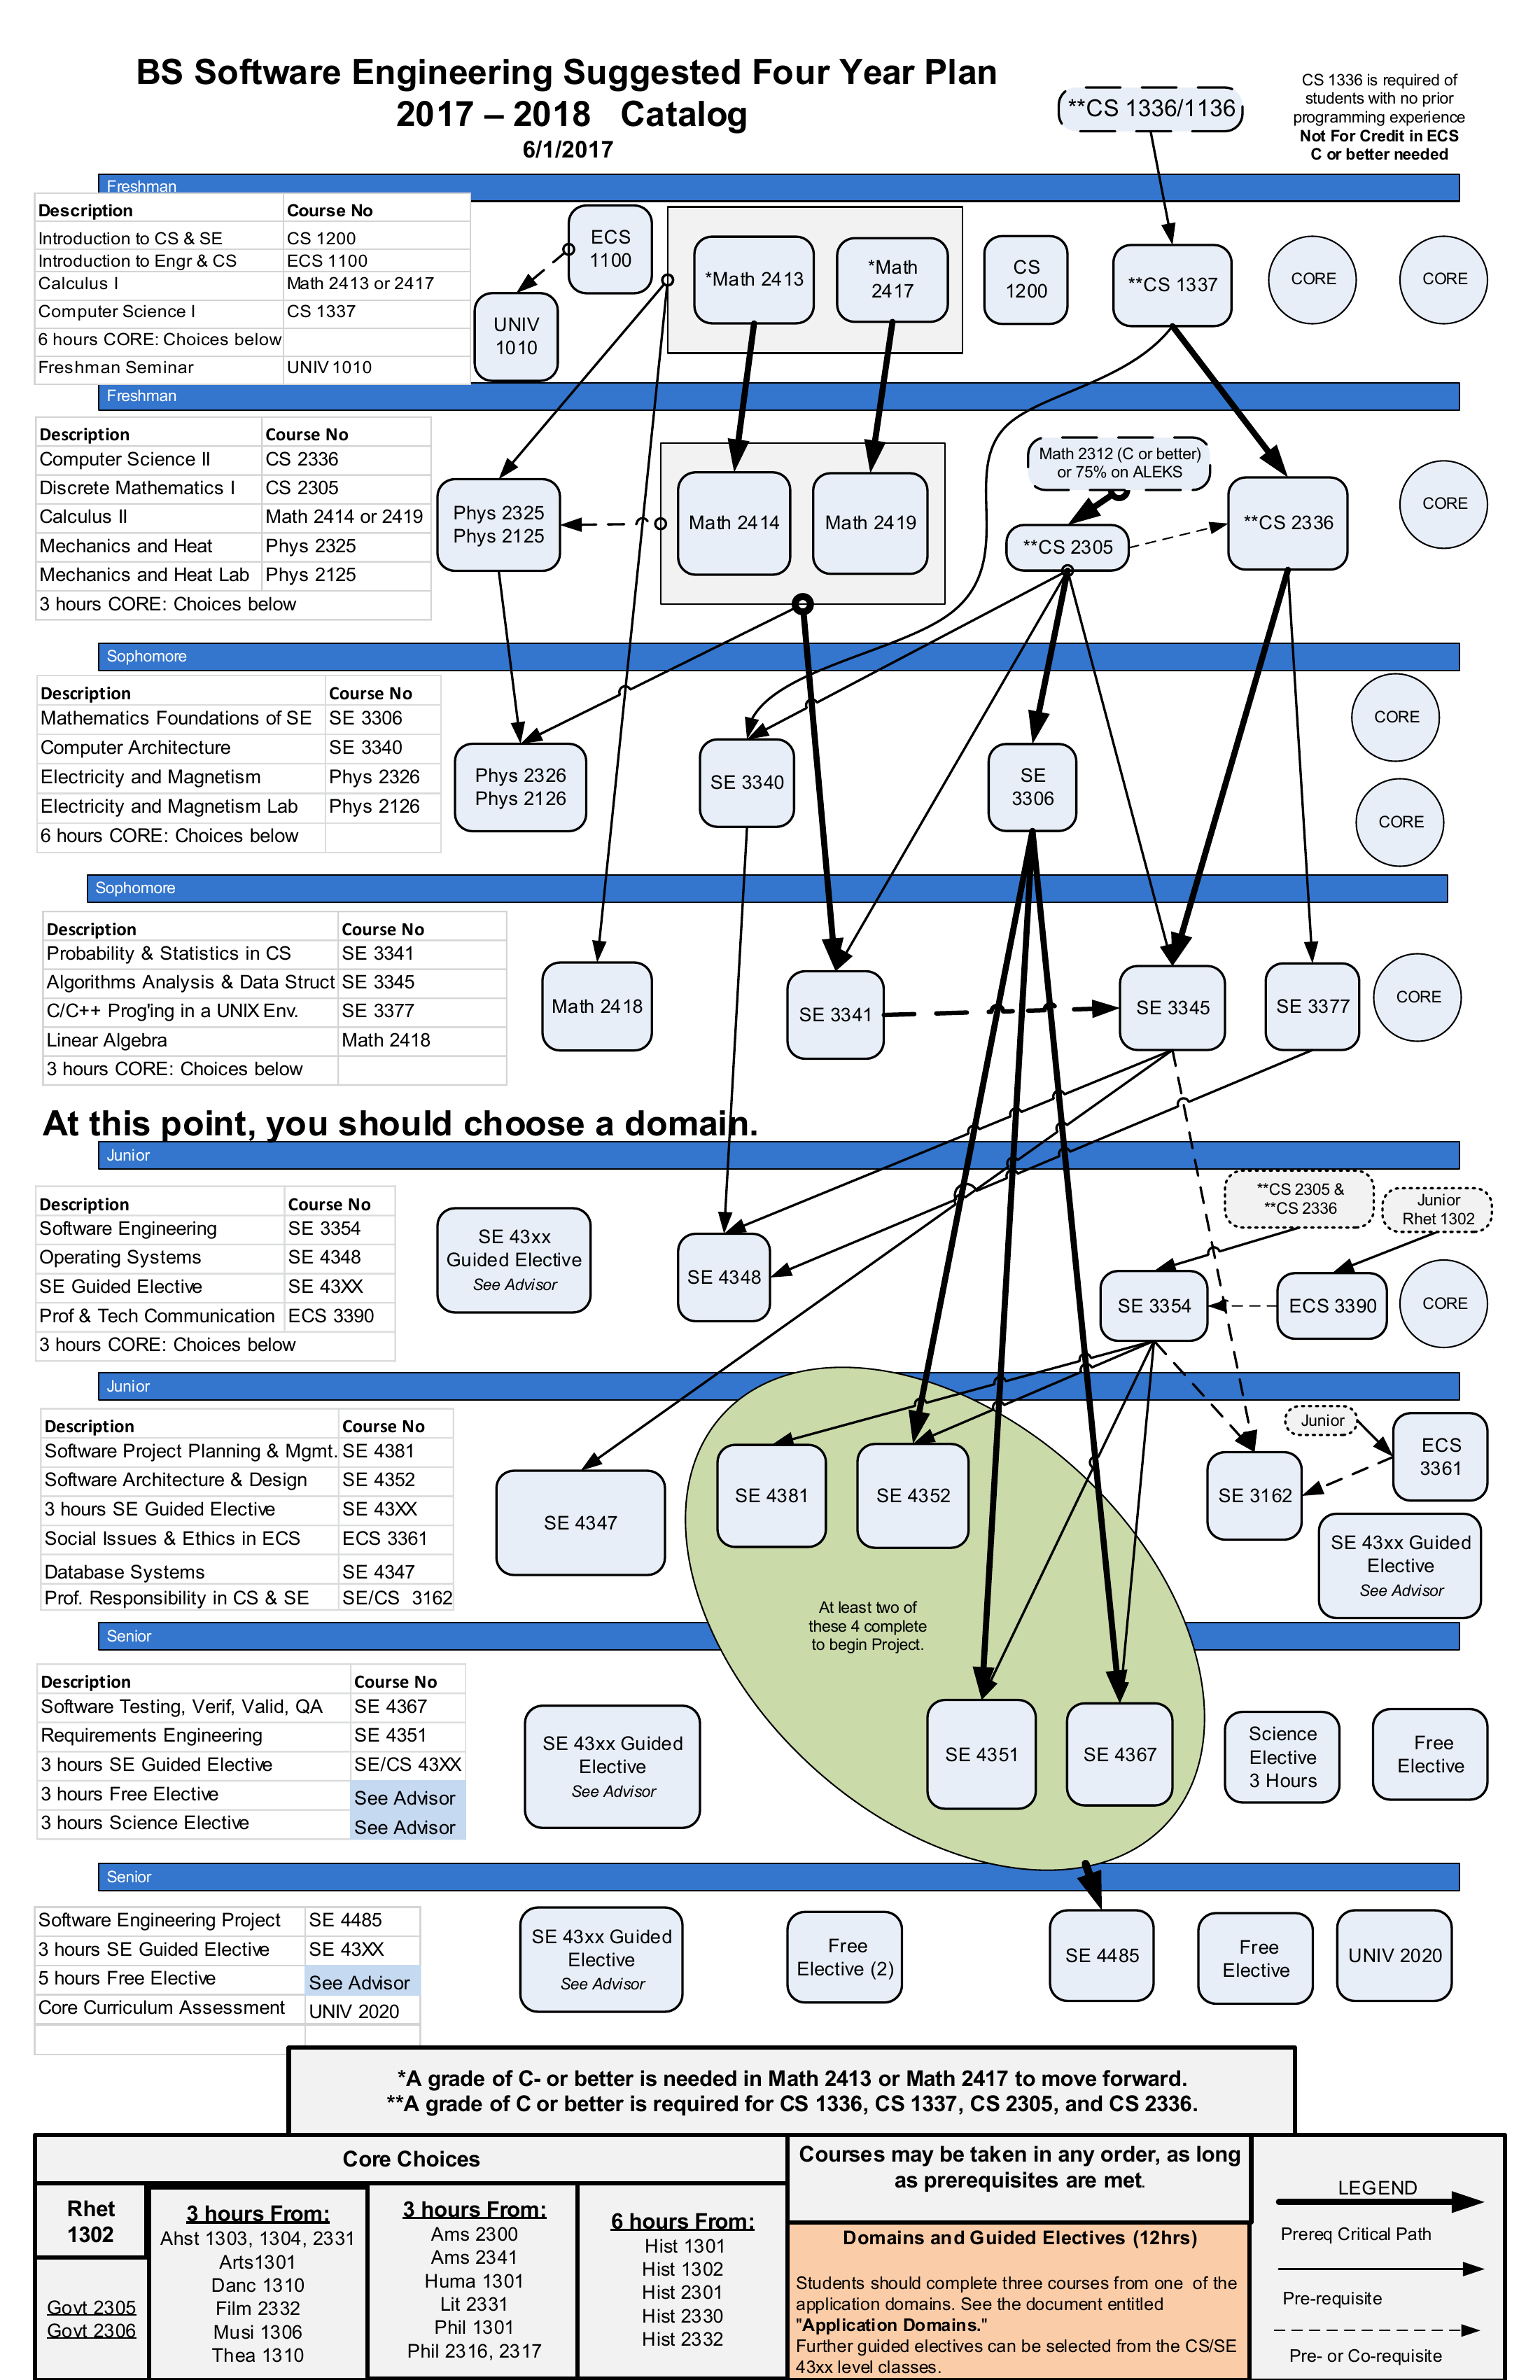 BS Software Engineering Suggested Four Year Plan
2017 – 2018 Catalog
6/1/2017
**CS 1336/1136
CS 1336 is required of
students with no prior
programming experience
Not For Credit in ECS
C or better needed
Freshman
Description Course No
Introduction to CS & SE CS 1200
Introduction to Engr & CS ECS 1100
Calculus I Math 2413 or 2417
Computer Science I CS 1337
6 hours CORE: Choices below
Freshman Seminar UNIV 1010
ECS
1100
UNIV
1010
*Math 2413
*Math
2417
CS
1200
**CS 1337
CORE
CORE
Freshman
Description Course No
Computer Science II CS 2336
Discrete Mathematics I CS 2305
Calculus II Math 2414 or 2419
Mechanics and Heat Phys 2325
Mechanics and Heat Lab Phys 2125
3 hours CORE: Choices below
Phys 2325
Phys 2125
Math 2414
Math 2419
Math 2312 (C or better)
or 75% on ALEKS
**CS 2305
**CS 2336
CORE
Sophomore
Description Course No
Mathematics Foundations of SE SE 3306
Computer Architecture SE 3340
Electricity and Magnetism Phys 2326
Electricity and Magnetism Lab Phys 2126
6 hours CORE: Choices below
Phys 2326
Phys 2126
SE 3340
SE
3306
CORE
CORE
Sophomore
Description Course No
Probability & Statistics in CS SE 3341
Algorithms Analysis & Data Struct SE 3345
C/C++ Prog'ing in a UNIX Env. SE 3377
Linear Algebra Math 2418
3 hours CORE: Choices below
Math 2418
SE 3341
SE 3345
SE 3377
CORE
At this point, you should choose a domain.
Junior
Description Course No
Software Engineering SE 3354
Operating Systems SE 4348
SE Guided Elective SE 43XX
Prof & Tech Communication ECS 3390
3 hours CORE: Choices below
SE 43xx
Guided Elective
See Advisor
SE 4348
**CS 2305 &
**CS 2336
Junior
Rhet 1302
SE 3354
ECS 3390
CORE
Junior
Description Course No
Software Project Planning & Mgmt. SE 4381
Software Architecture & Design SE 4352
3 hours SE Guided Elective SE 43XX
Social Issues & Ethics in ECS ECS 3361
Database Systems SE 4347
Prof. Responsibility in CS & SE SE/CS 3162
SE 4347
SE 4381
SE 4352
SE 3162
Junior
ECS
3361
SE 43xx Guided
Elective
See Advisor
At least two of
these 4 complete
to begin Project.
Senior
Description Course No
Software Testing, Verif, Valid, QA SE 4367
Requirements Engineering SE 4351
3 hours SE Guided Elective SE/CS 43XX
3 hours Free Elective See Advisor
3 hours Science Elective See Advisor
SE 43xx Guided
Elective
See Advisor
SE 4351
SE 4367
Science
Elective
3 Hours
Free
Elective
Senior
Software Engineering Project SE 4485
3 hours SE Guided Elective SE 43XX
5 hours Free Elective See Advisor
Core Curriculum Assessment UNIV 2020
SE 43xx Guided
Elective
See Advisor
Free
Elective (2)
SE 4485
Free
Elective
UNIV 2020
*A grade of C- or better is needed in Math 2413 or Math 2417 to move forward.
**A grade of C or better is required for CS 1336, CS 1337, CS 2305, and CS 2336.
Core Choices
Rhet
1302
Govt 2305
Govt 2306
3 hours From:
Ahst 1303, 1304, 2331
Arts1301
Danc 1310
Film 2332
Musi 1306
Thea 1310
3 hours From:
Ams 2300
Ams 2341
Huma 1301
Lit 2331
Phil 1301
Phil 2316, 2317
6 hours From:
Hist 1301
Hist 1302
Hist 2301
Hist 2330
Hist 2332
Courses may be taken in any order, as long
as prerequisites are met.
Domains and Guided Electives (12hrs)
Students should complete three courses from one of the
application domains. See the document entitled
"Application Domains."
Further guided electives can be selected from the CS/SE
43xx level classes.
LEGEND
Prereq Critical Path
Pre-requisite
Pre- or Co-requisite